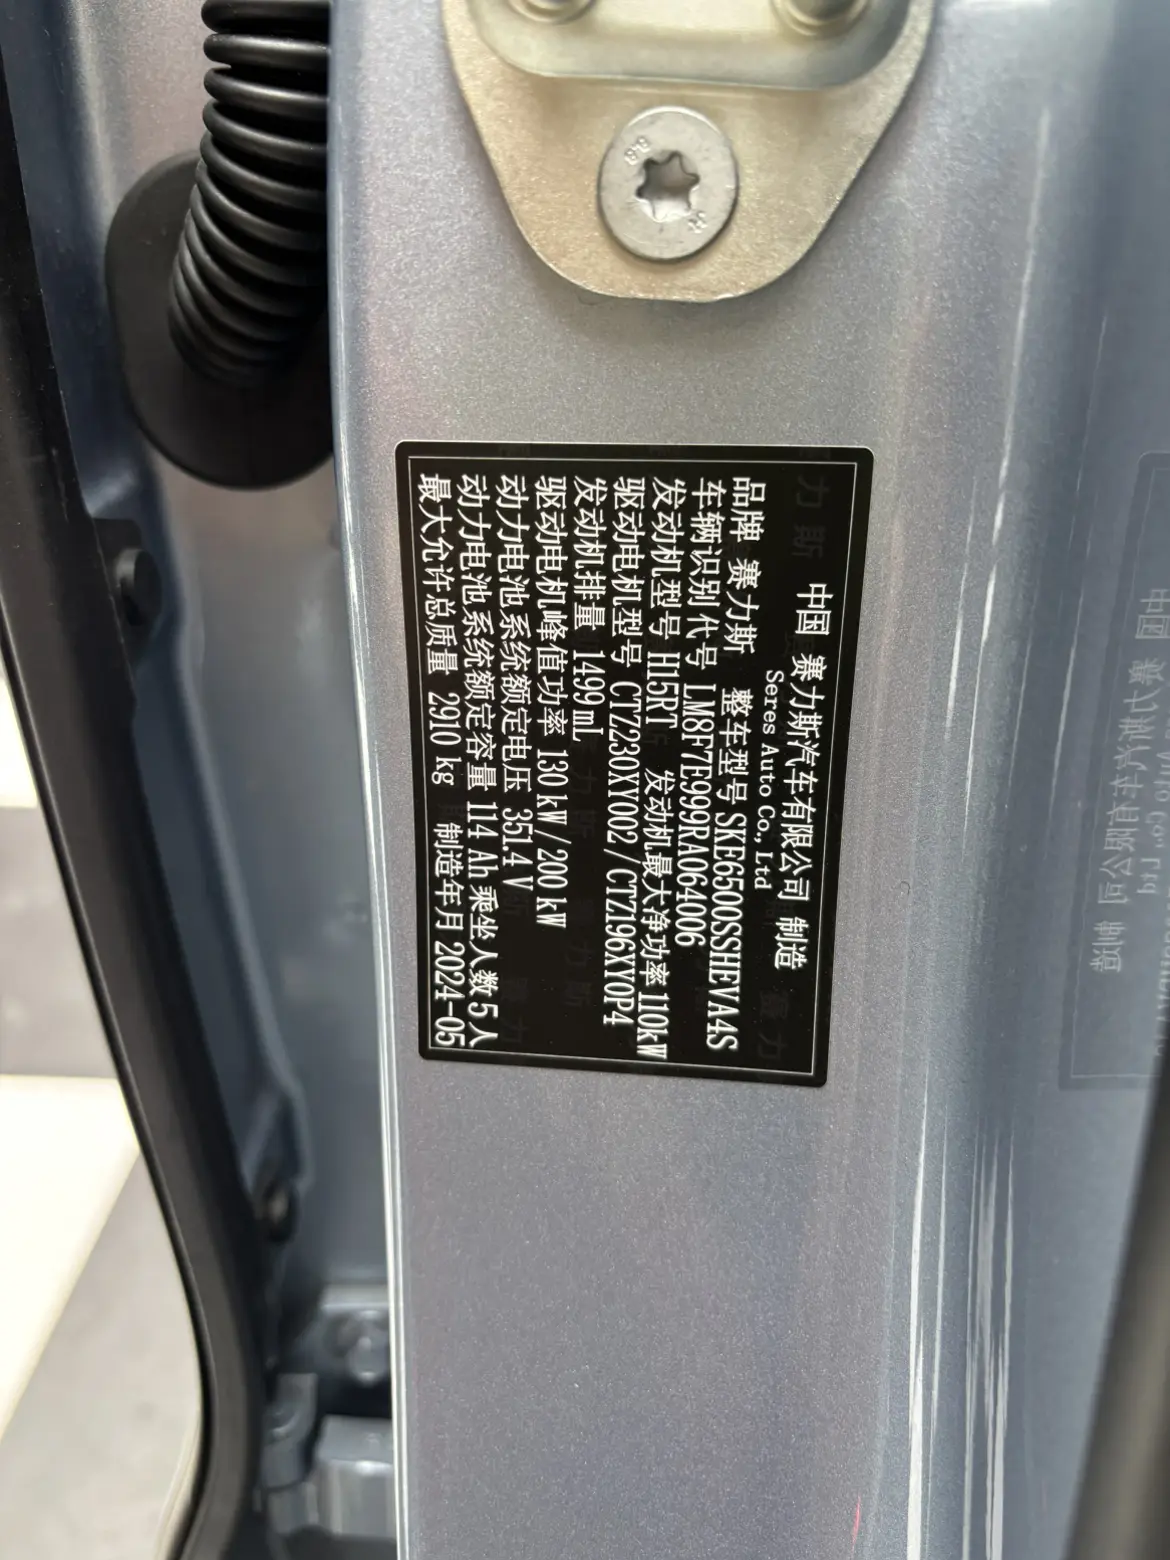 中国 赛力斯汽车有限公司 制造
Seres Auto Co., Ltd
品牌 赛力斯 整车型号 SKE6500SSHEVA4S
车辆识别代号 LM8F7E999RA064006
发动机型号 H15RT 发动机最大净功率 110kW
驱动电机型号 CTZ230XY002/CTZ196XY0P4
发动机排量 1499mL
驱动电机峰值功率 130kW/200kW
动力电池系统额定电压 351.4 V
动力电池系统额定容量 114 Ah 乘坐人数 5 人
最大允许总质量 2910 kg 制造年月 2024-05